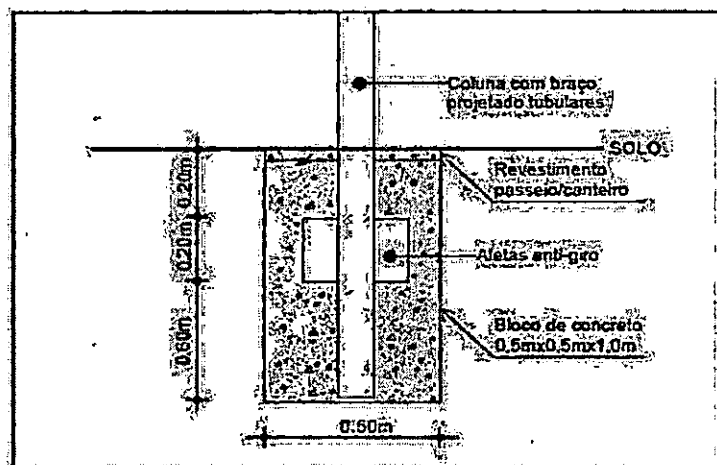 Coluna com braço
projetado tubulares
SOLO
Revestimento
passeio/canteiro
0.20m
0.20m
Aletas anti-giro
0.60m
Bloco de concreto
0,5mx0,5mx1,0m
0.50m